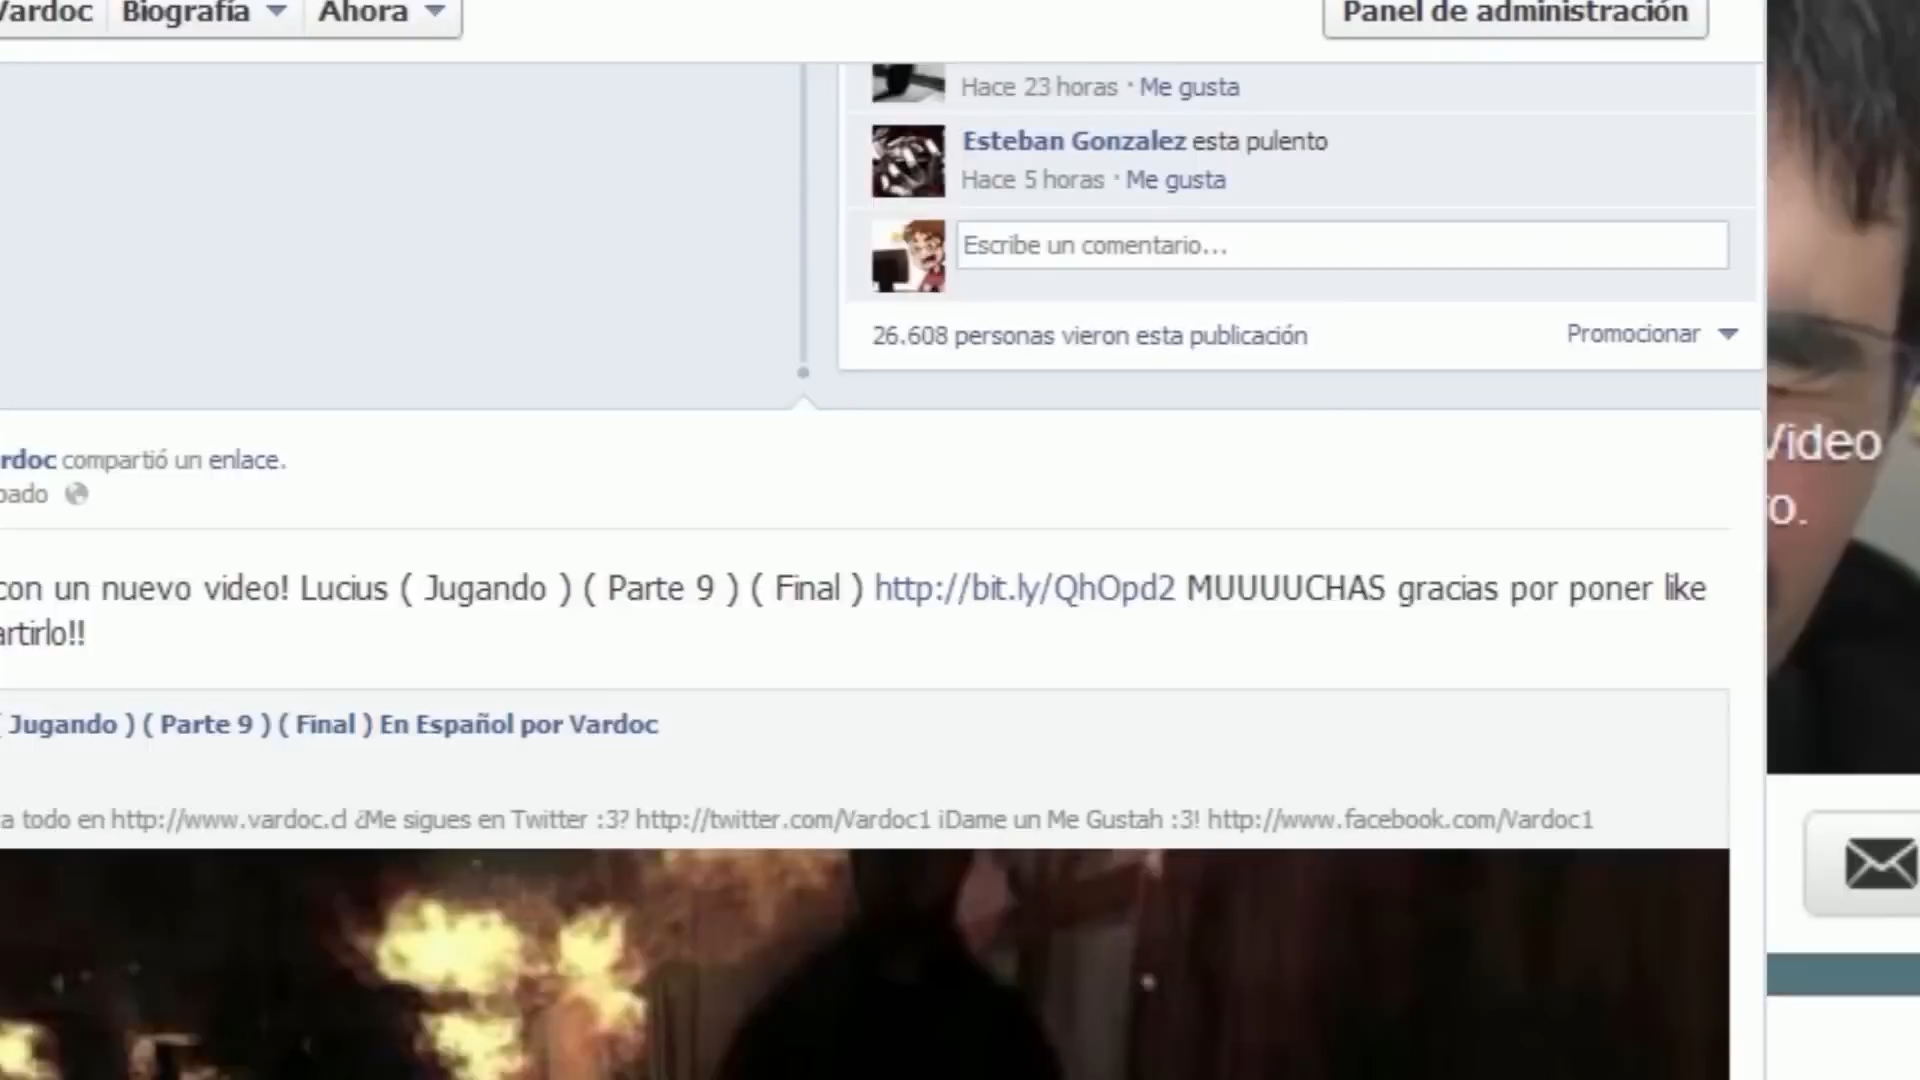 Vardoc Biografía Ahora Panel de administración
Hace 23 horas · Me gusta
Esteban Gonzalez esta pulento
Hace 5 horas · Me gusta
Escribe un comentario...
26.608 personas vieron esta publicación Promocionar
rdoc compartió un enlace.
bado
Video
o.
con un nuevo video! Lucius ( Jugando ) ( Parte 9 ) ( Final ) http://bit.ly/QhOpd2 MUUUUCHAS gracias por poner like
artirlo!!
( Jugando ) ( Parte 9 ) ( Final ) En Español por Vardoc
a todo en http://www.vardoc.cl ¿Me sigues en Twitter :3? http://twitter.com/Vardoc1 ¡Dame un Me Gustah :3! http://www.facebook.com/Vardoc1